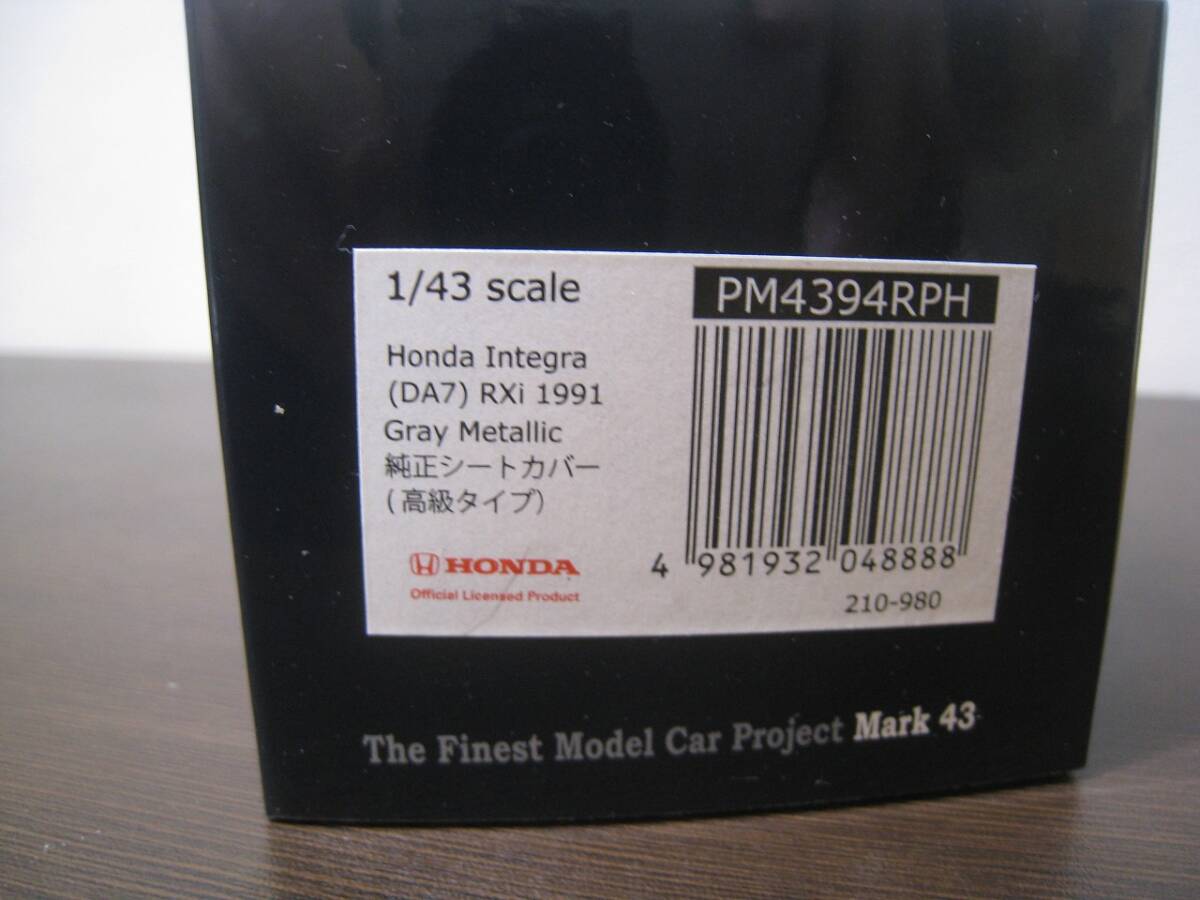 1/43 scale
PM4394RPH
Honda Integra
(DA7) RXi 1991
Gray Metallic
純正シートカバー
(高級タイプ)
HONDA
Official Licensed Product
4 981932 048888
210-980
The Finest Model Car Project Mark 43